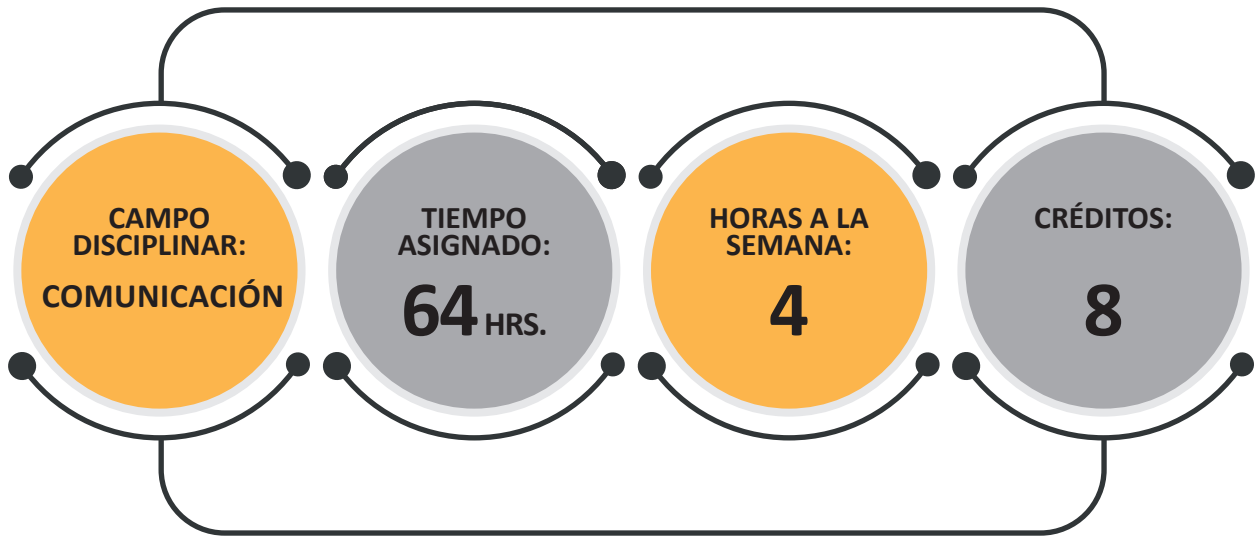 CAMPO
DISCIPLINAR:
COMUNICACIÓN
TIEMPO
ASIGNADO:
64 HRS.
HORAS A LA
SEMANA:
4
CRÉDITOS:
8